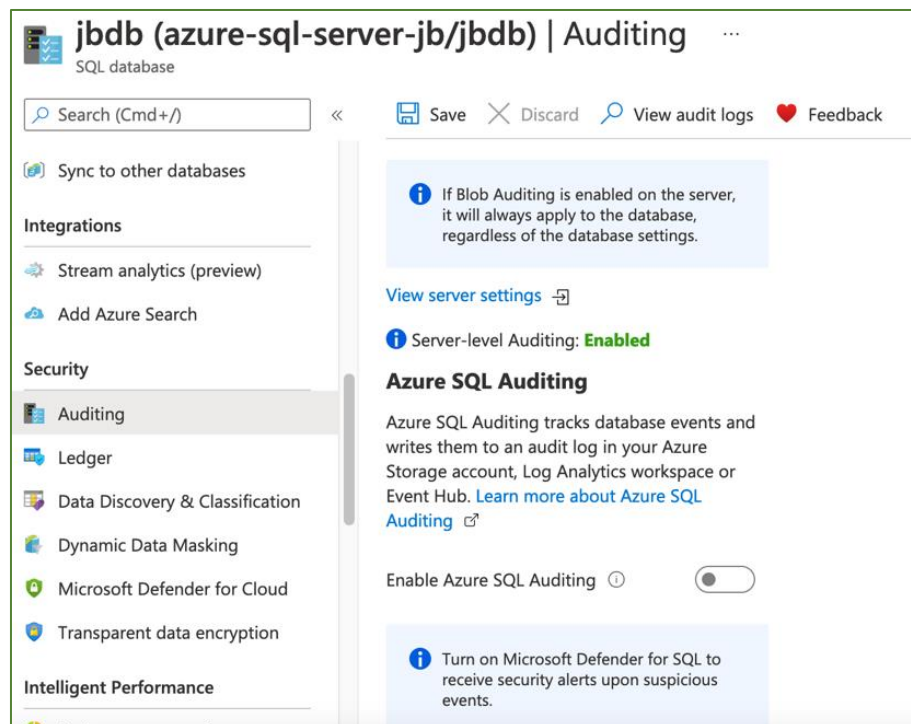 jbdb (azure-sql-server-jb/jbdb) | Auditing ...
SQL database
Search (Cmd+/)
«
Sync to other databases
Integrations
Stream analytics (preview)
Add Azure Search
Security
Auditing
Ledger
Data Discovery & Classification
Dynamic Data Masking
Microsoft Defender for Cloud
Transparent data encryption
Intelligent Performance
Save
Discard
View audit logs
Feedback
If Blob Auditing is enabled on the server,
it will always apply to the database,
regardless of the database settings.
View server settings
Server-level Auditing: Enabled
Azure SQL Auditing
Azure SQL Auditing tracks database events and
writes them to an audit log in your Azure
Storage account, Log Analytics workspace or
Event Hub. Learn more about Azure SQL
Auditing
Enable Azure SQL Auditing
Turn on Microsoft Defender for SQL to
receive security alerts upon suspicious
events.